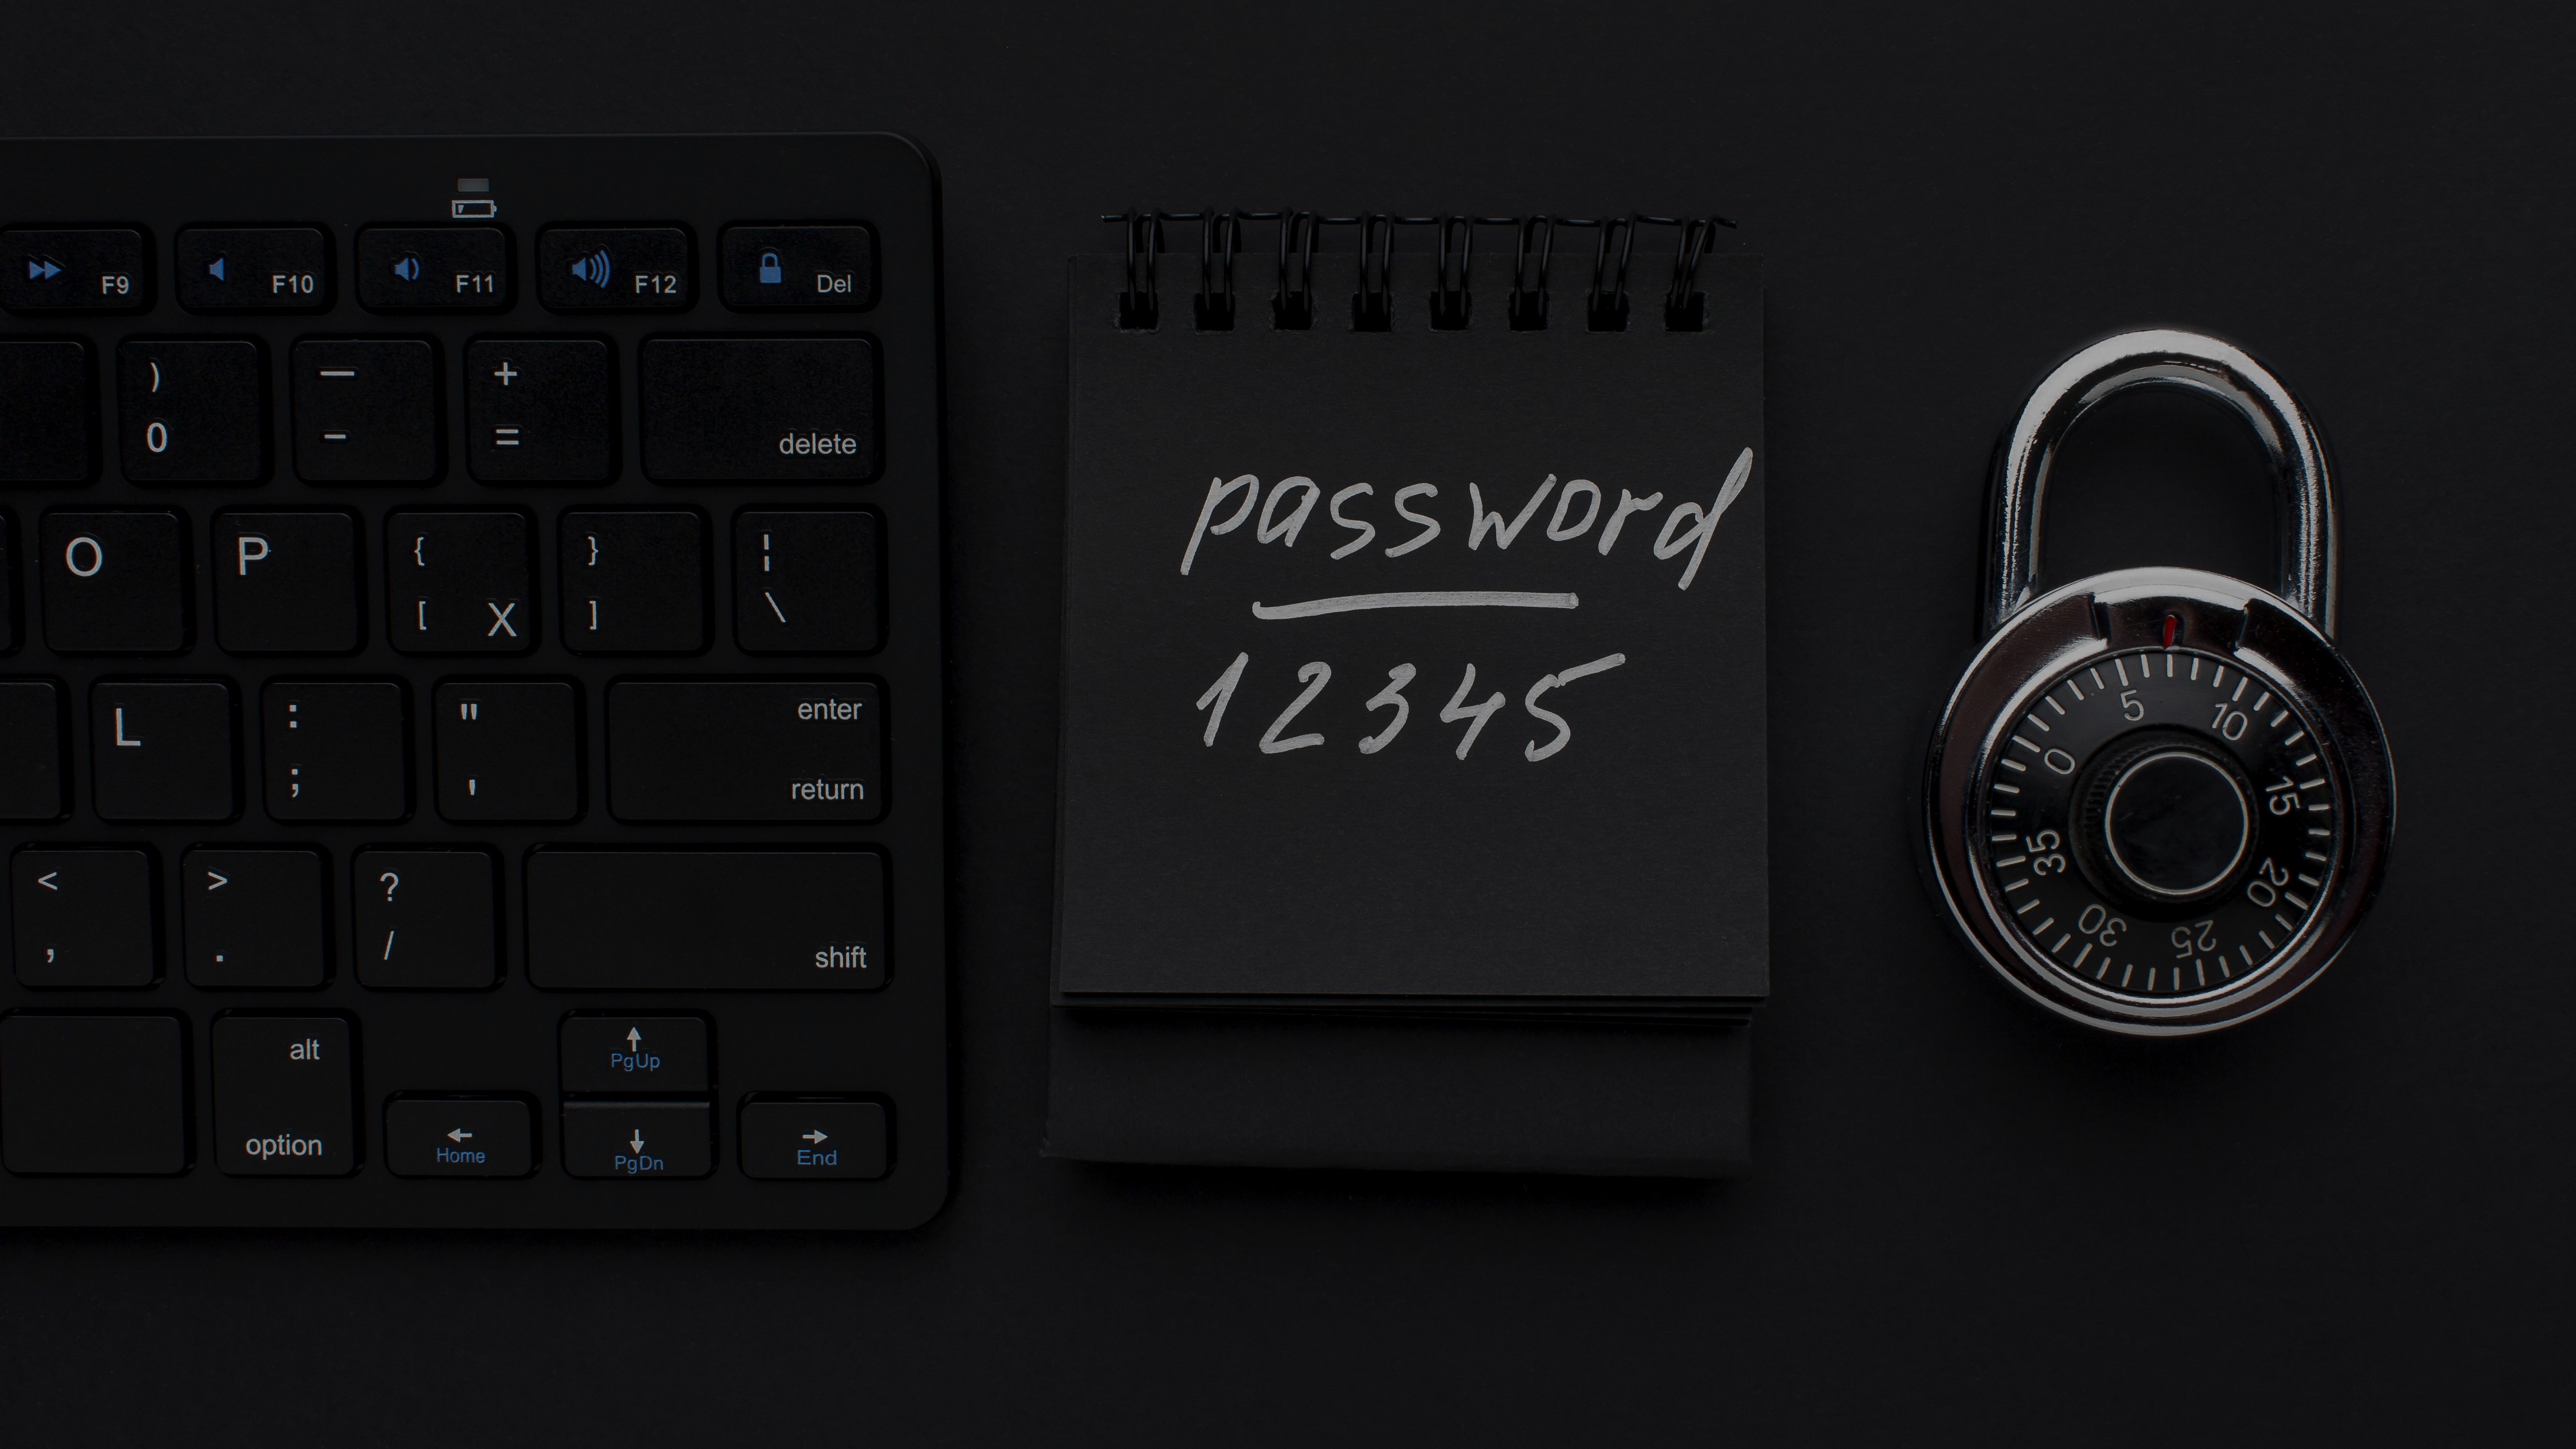 F9 F10 F11 F12 Del
) — + 
0 - = delete
O P { } ¦
[ X ] \
L : " enter
; ' return
< > ?
, . / shift
alt ↑ PgUp
option ← Home ↓ PgDn → End
password
12345
0 5 10 15 20 25 30 35